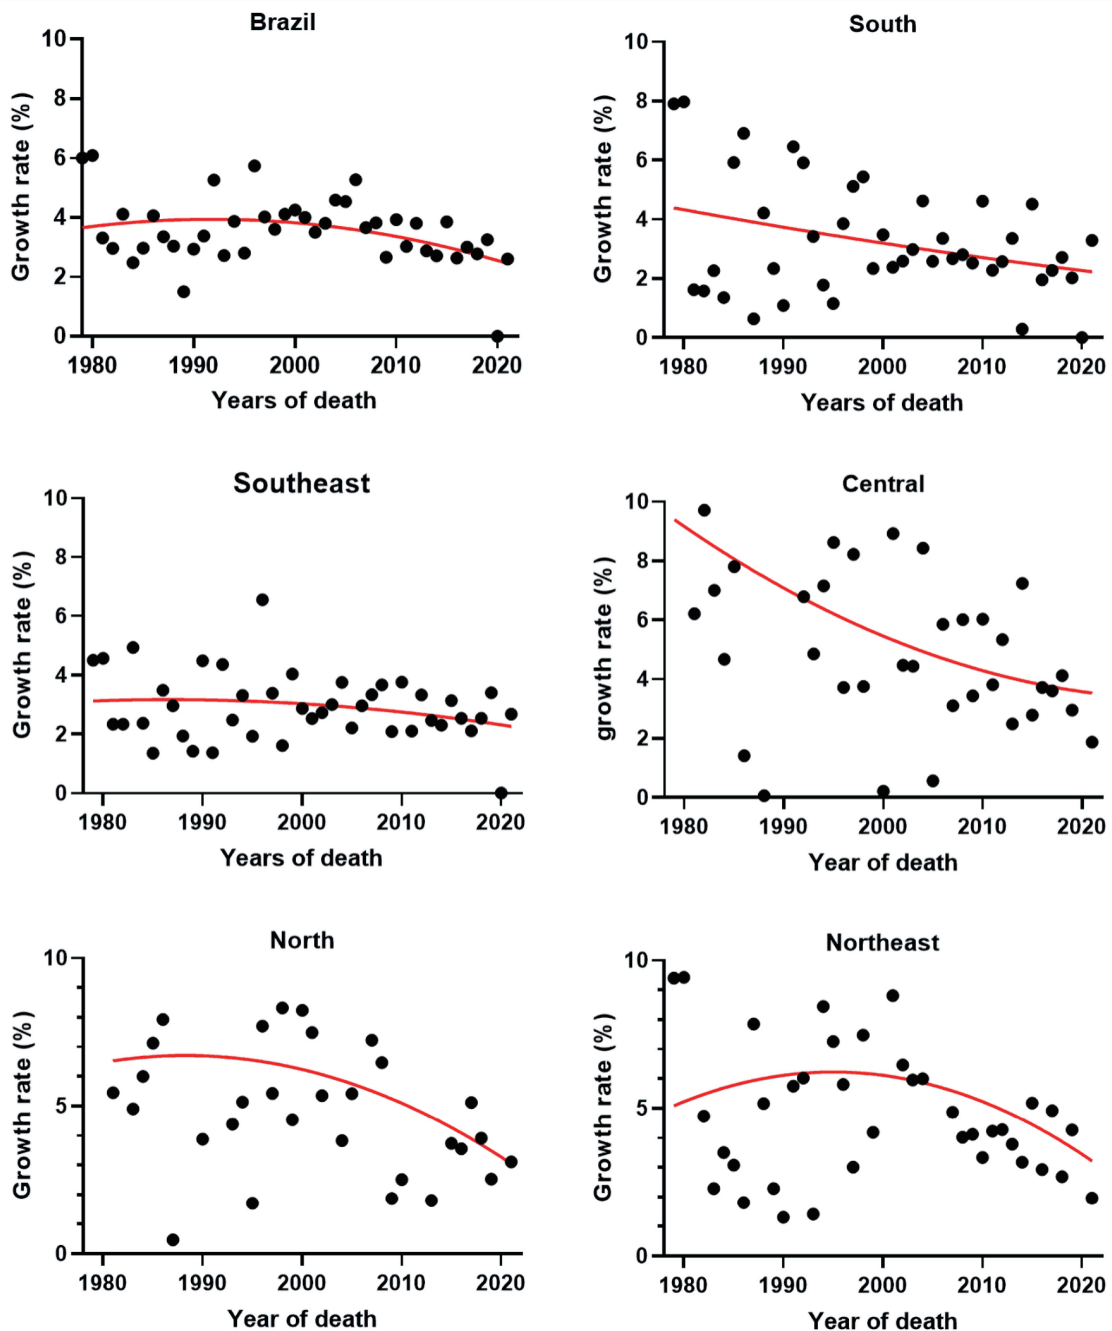 Brazil
Growth rate (%)
10
8
6
4
2
0
1980 1990 2000 2010 2020
Years of death
South
Growth rate (%)
10
8
6
4
2
0
1980 1990 2000 2010 2020
Years of death
Southeast
Growth rate (%)
10
8
6
4
2
0
1980 1990 2000 2010 2020
Years of death
Central
growth rate (%)
10
8
6
4
2
0
1980 1990 2000 2010 2020
Year of death
North
Growth rate (%)
10
5
0
1980 1990 2000 2010 2020
Year of death
Northeast
Growth rate (%)
10
5
0
1980 1990 2000 2010 2020
Year of death